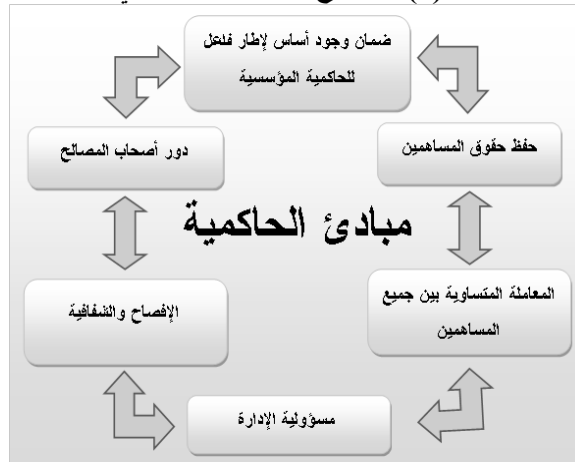 ضمان وجود أساس لإطار فاعل
للحاكمية المؤسسية
حفظ حقوق المساهمين
دور أصحاب المصالح
مبادئ الحاكمية
المعاملة المتساوية بين جميع
المساهمين
الإفصاح والشفافية
مسؤولية الإدارة